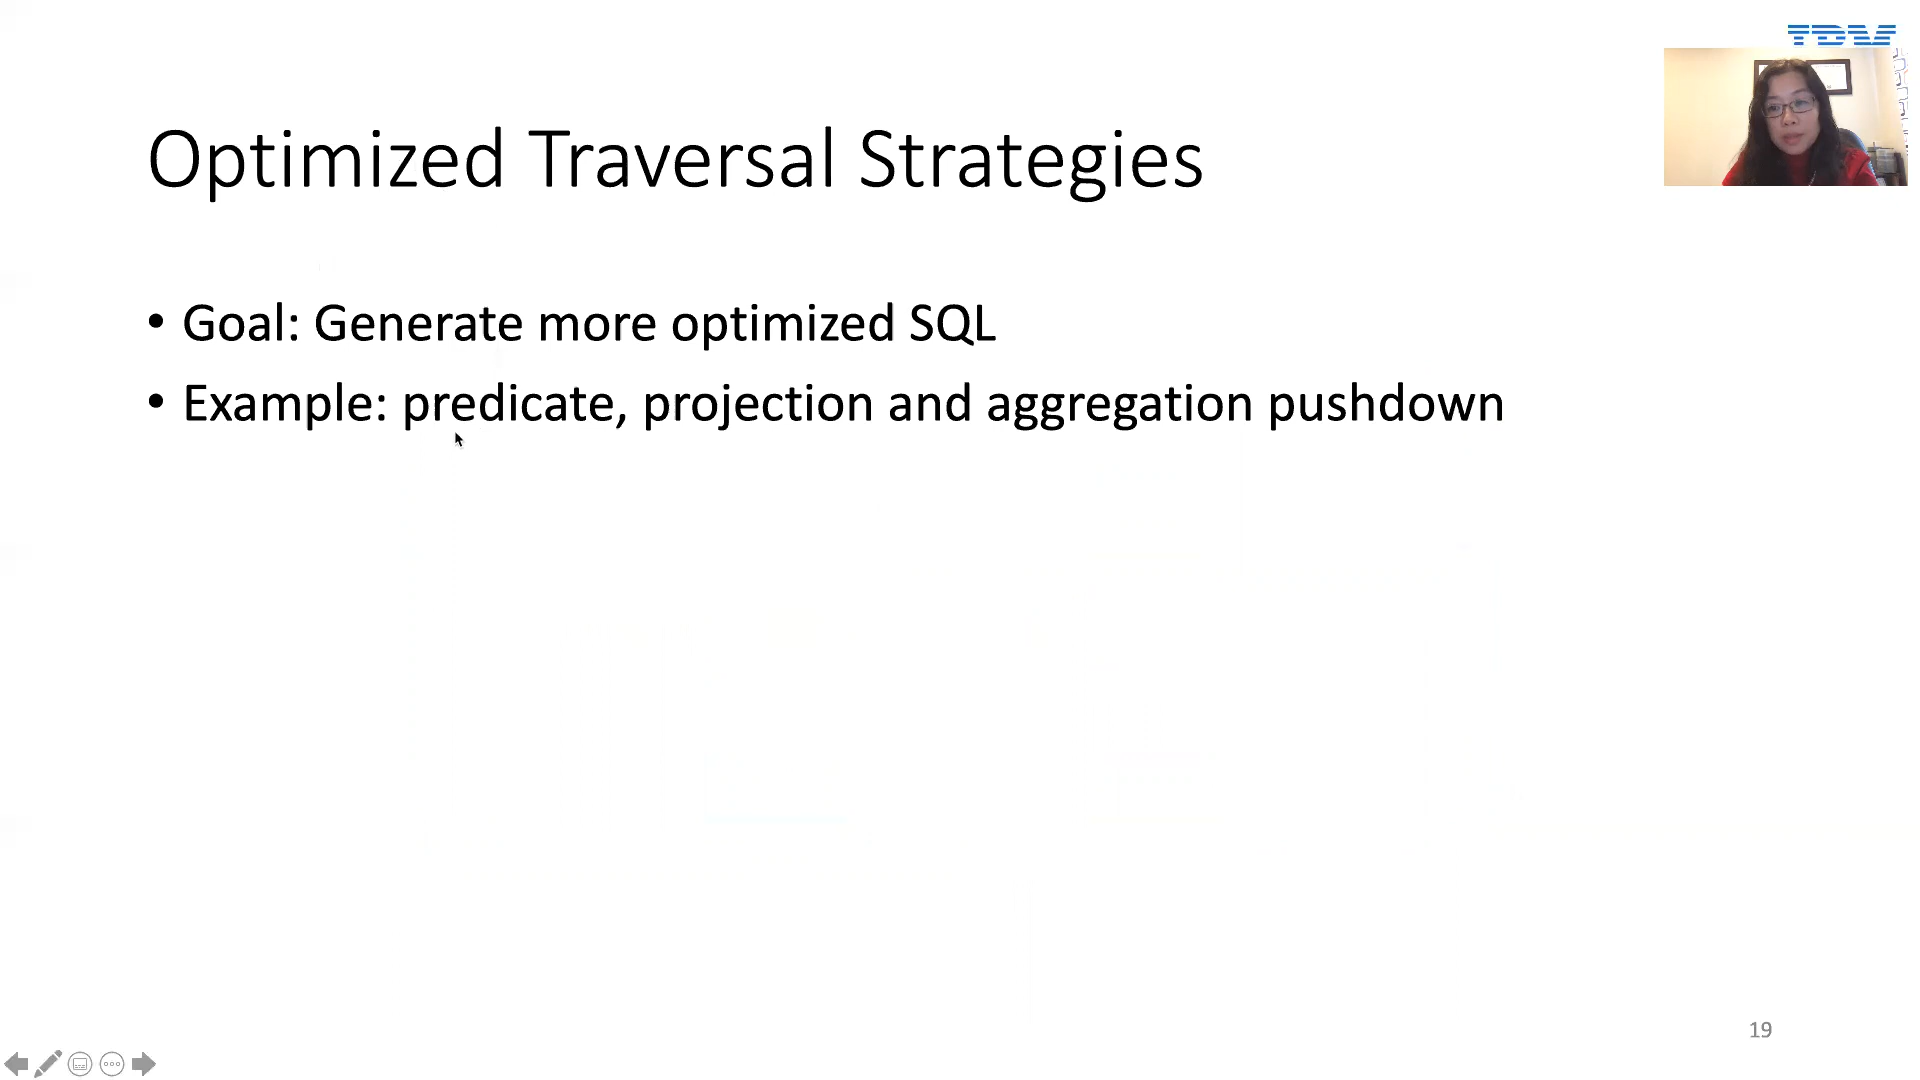 Optimized Traversal Strategies
• Goal: Generate more optimized SQL
• Example: predicate, projection and aggregation pushdown
19